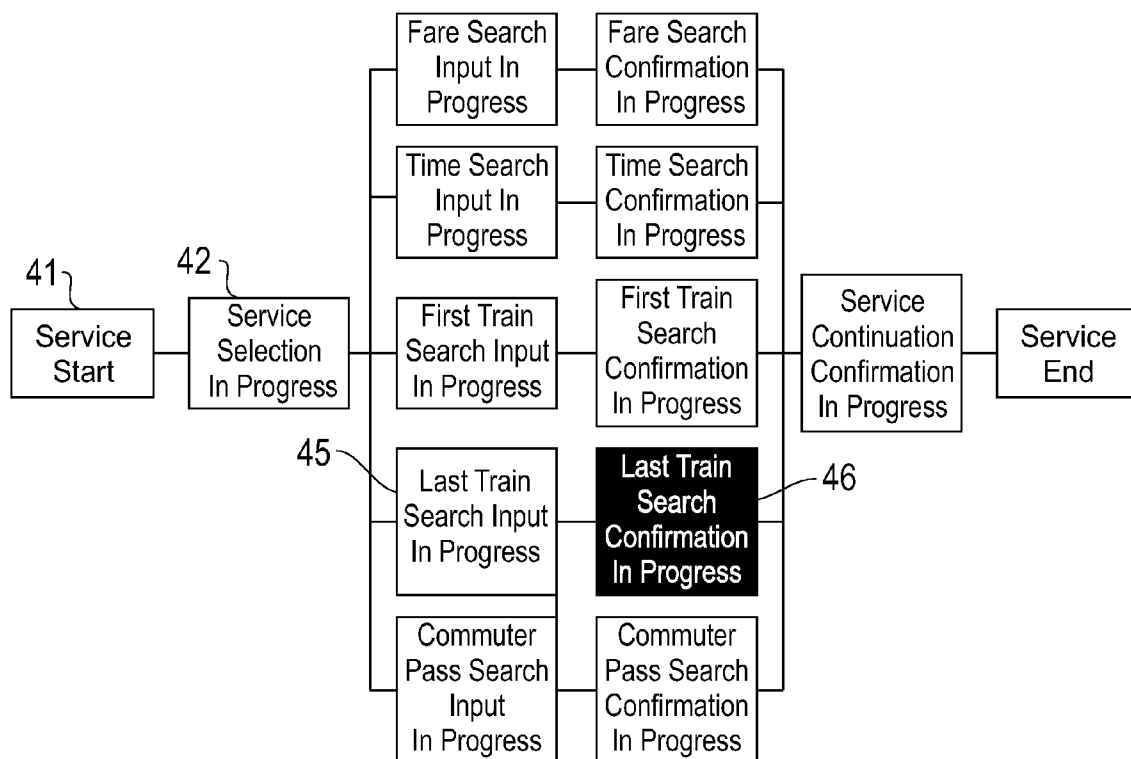 Fare Search
Input In
Progress
Fare Search
Confirmation
In Progress
Time Search
Input In
Progress
Time Search
Confirmation
In Progress
41
Service
Start
42
Service
Selection
In Progress
First Train
Search Input
In Progress
First Train
Search
Confirmation
In Progress
Service
Continuation
Confirmation
In Progress
Service
End
45
Last Train
Search Input
In Progress
Last Train
Search
Confirmation
In Progress
46
Commuter
Pass Search
Input
In Progress
Commuter
Pass Search
Confirmation
In Progress